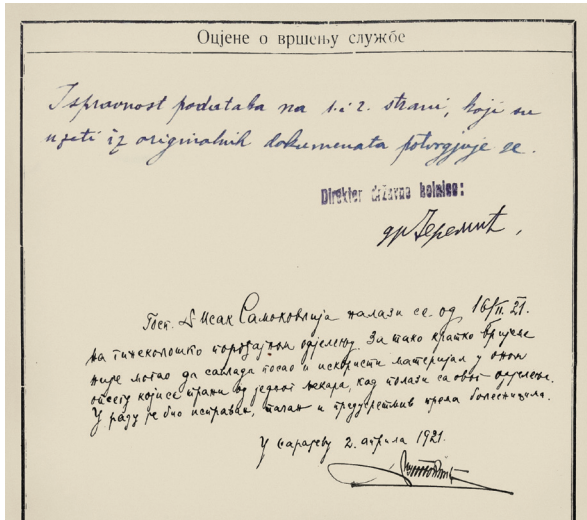 Оцјене о вршењу службе
Ispravnost podataka na 1. i 2. strani, koji su
uzeti iz originalnih dokumenata potvrgjuje se.
Direktor državne bolnice:
др Јеремић,
Госп. Dr Исак Самоковлија налази се од 16/II. 21.
на гинеколошко порођајном одјелењу. За тако кратко вријеме
није могао да савлада посао и искористи материјал у оном
опсегу који се тражи од једног лекара, кад полази са овог одјелења.
У раду је био исправан, тачан и предусретљив према болесницима.
У Сарајеву 2. априла 1921.